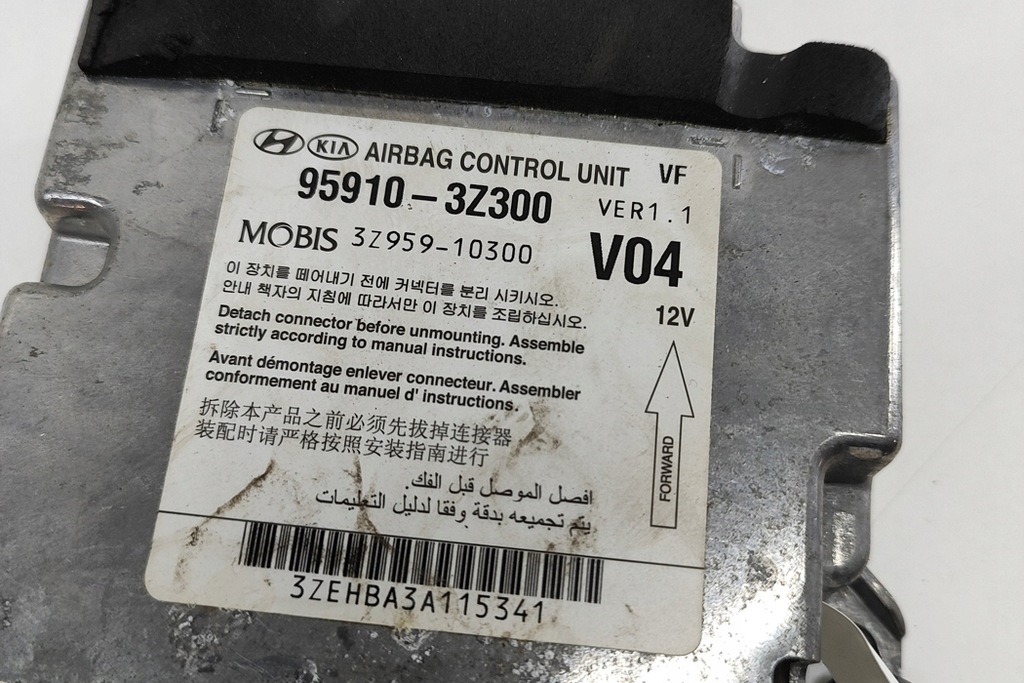 KIA AIRBAG CONTROL UNIT VF
95910-3Z300 VER1.1
MOBIS 3Z959-10300 V04
이 장치를 떼어내기 전에 커넥터를 분리 시키시오.
안내 책자의 지침에 따라서만 이 장치를 조립하십시오.
12V
Detach connector before unmounting. Assemble
strictly according to manual instructions.
Avant démontage enlever connecteur. Assembler
conformement au manuel d' instructions.
FORWARD
拆除本产品之前必须先拔掉连接器
装配时请严格按照安装指南进行
افصل الموصل قبل الفك.
يتم تجميعه بدقة وفقا لدليل التعليمات
3ZEHBA3A115341